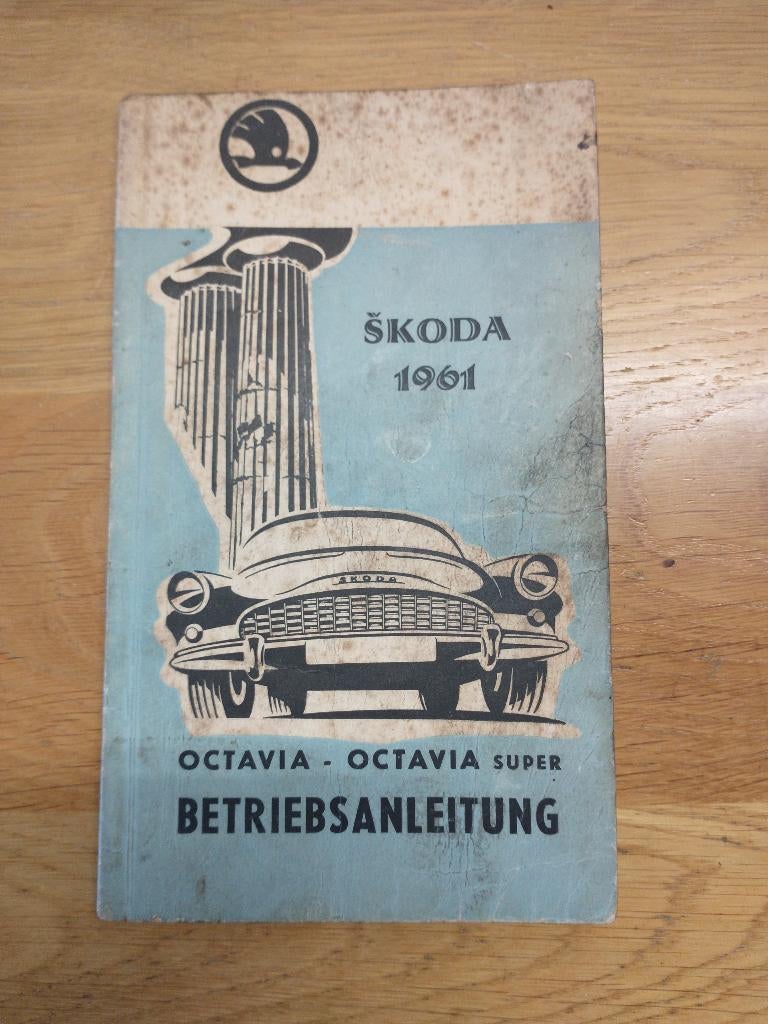 ŠKODA
1961
ŠKODA
OCTAVIA - OCTAVIA SUPER
BETRIEBSANLEITUNG